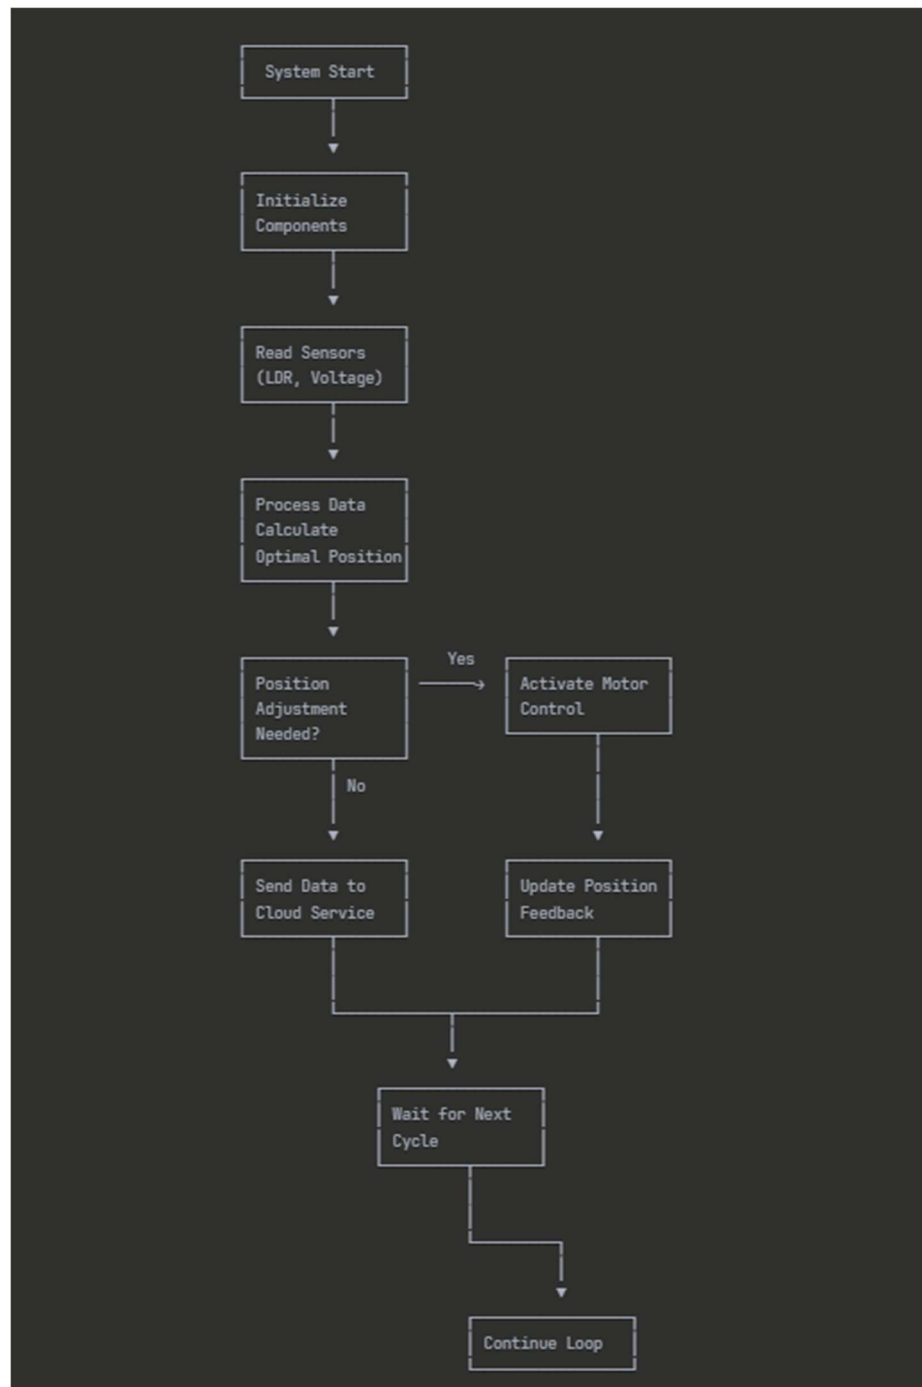 System Start
Initialize
Components
Read Sensors
(LDR, Voltage)
Process Data
Calculate
Optimal Position
Position
Adjustment
Needed?
Yes
Activate Motor
Control
No
Send Data to
Cloud Service
Update Position
Feedback
Wait for Next
Cycle
Continue Loop